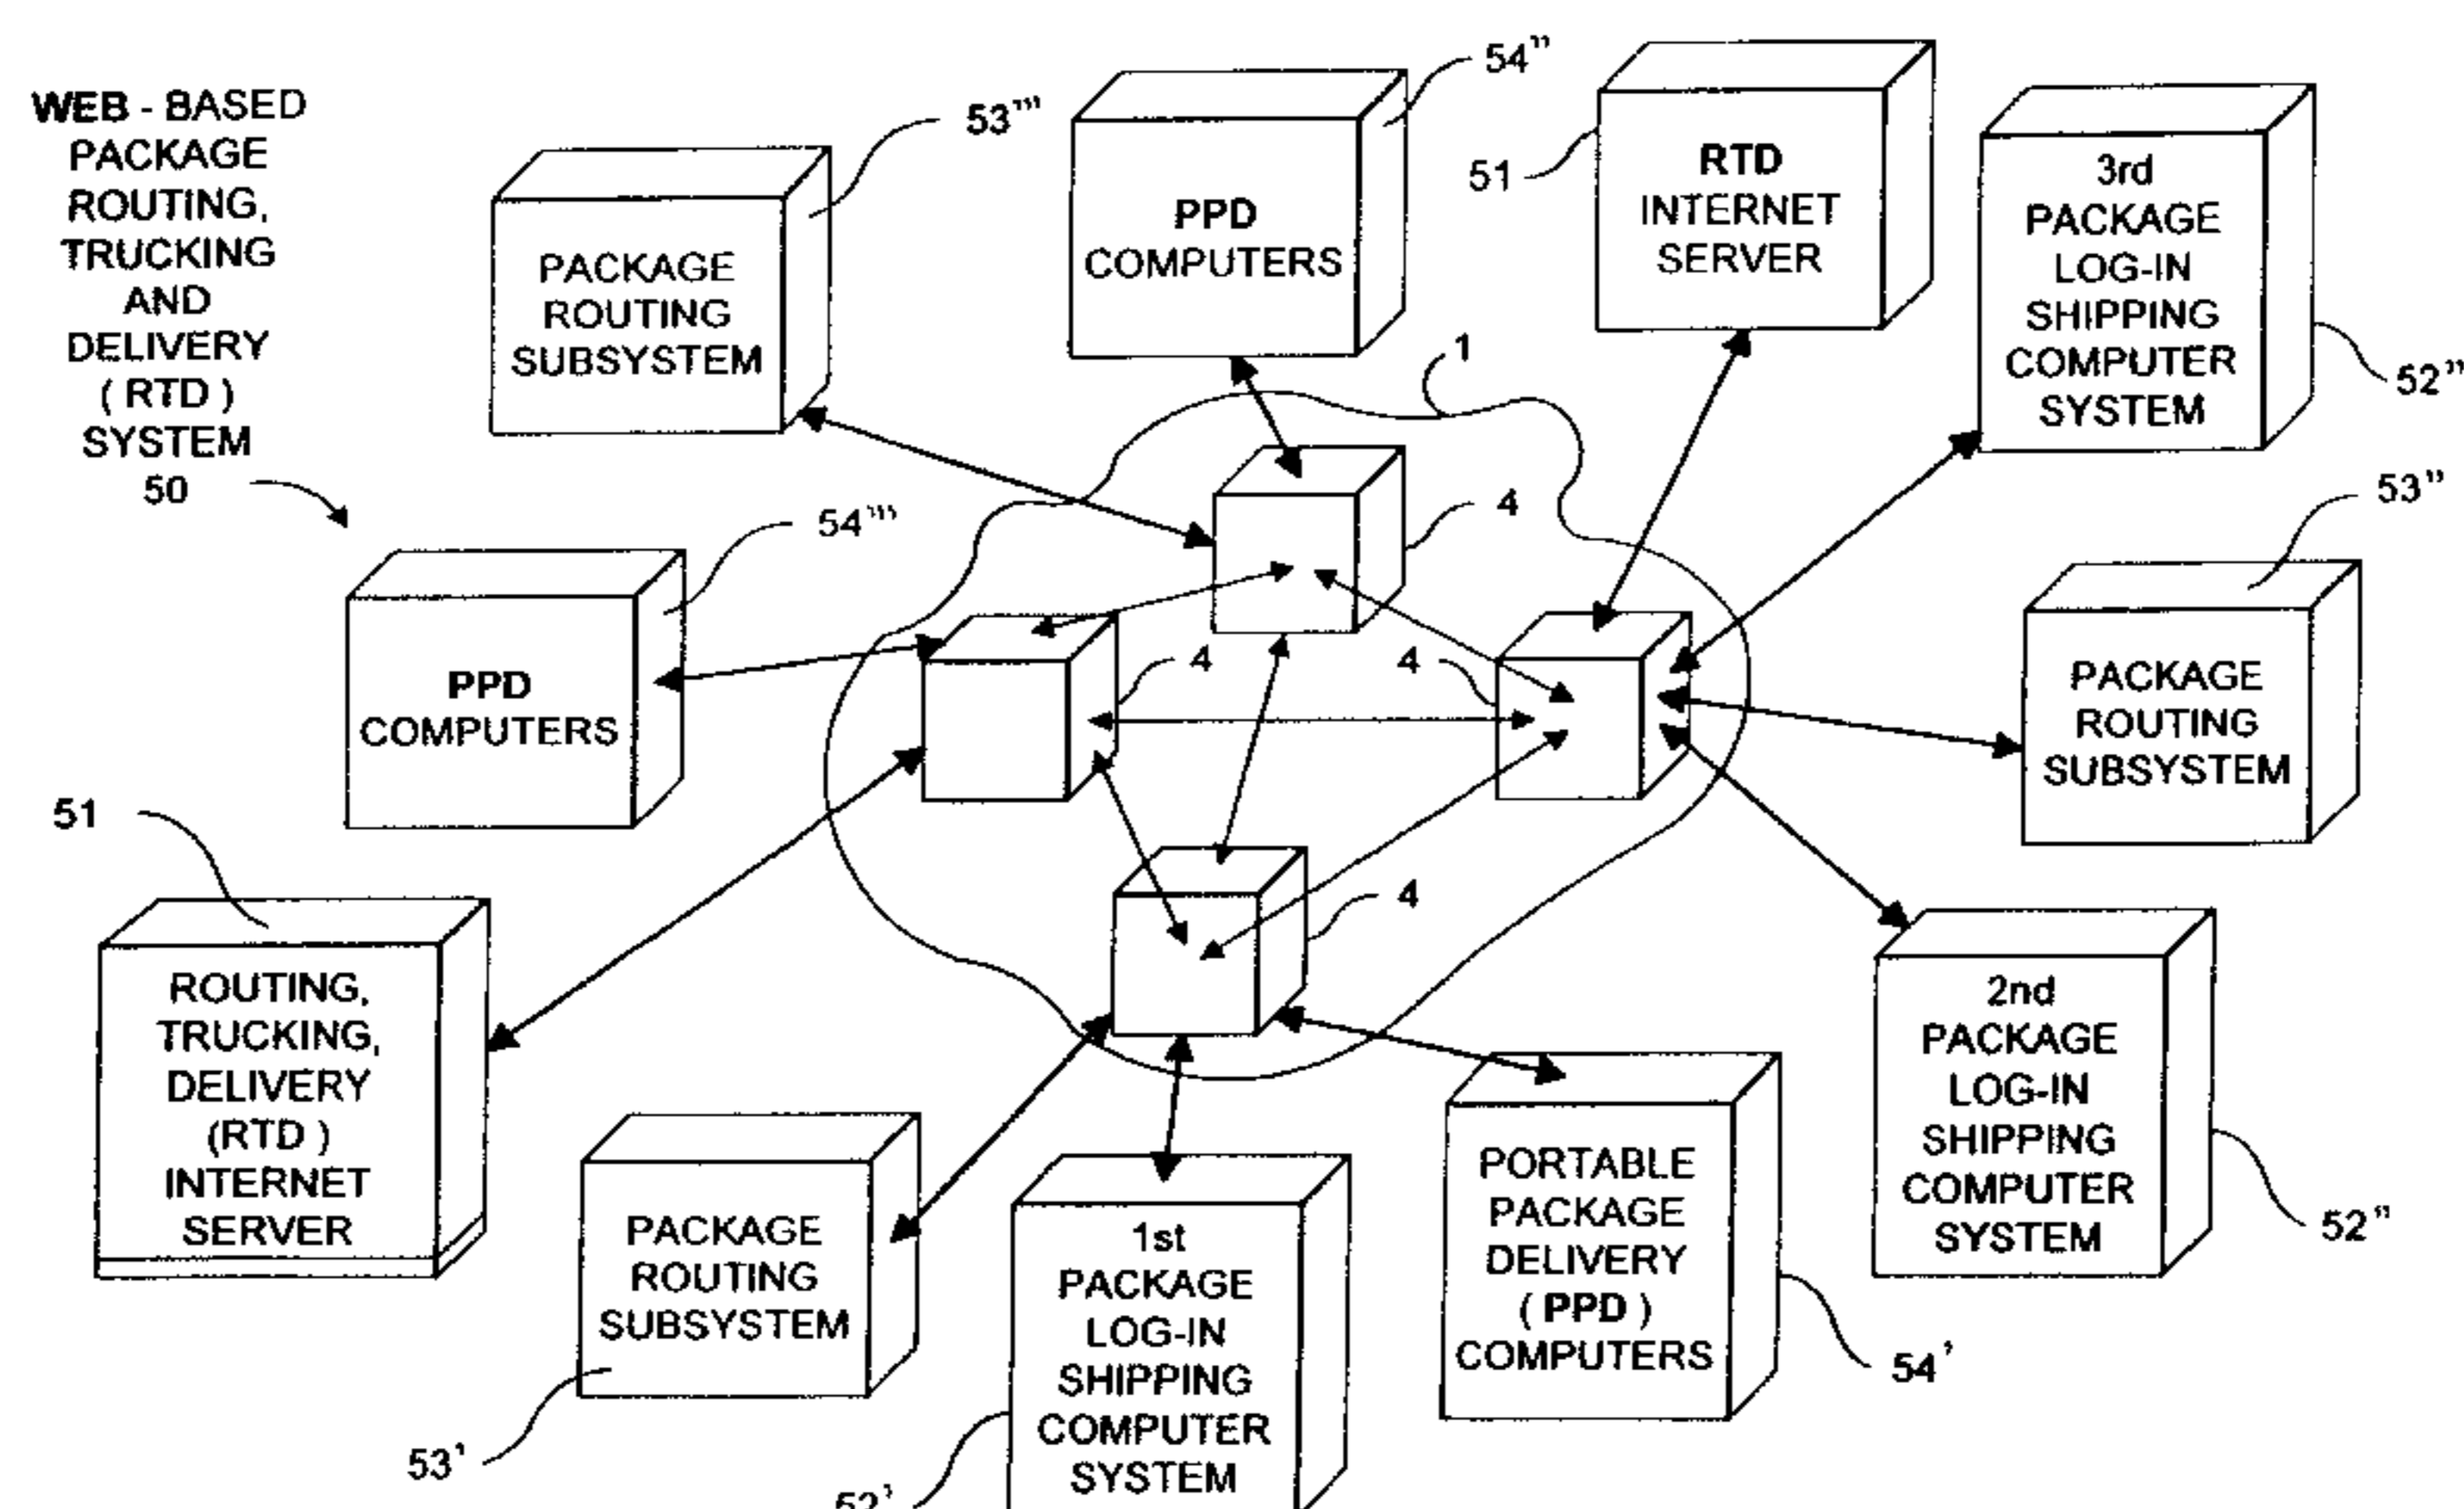 WEB - BASED
PACKAGE
ROUTING,
TRUCKING
AND
DELIVERY
( RTD )
SYSTEM
50
53'''
PACKAGE
ROUTING
SUBSYSTEM
54"
PPD
COMPUTERS
51
RTD
INTERNET
SERVER
3rd
PACKAGE
LOG-IN
SHIPPING
COMPUTER
SYSTEM
52"
1
4
53"
PACKAGE
ROUTING
SUBSYSTEM
54'''
PPD
COMPUTERS
4
4
4
51
ROUTING,
TRUCKING,
DELIVERY
(RTD )
INTERNET
SERVER
53'
PACKAGE
ROUTING
SUBSYSTEM
52'
1st
PACKAGE
LOG-IN
SHIPPING
COMPUTER
SYSTEM
PORTABLE
PACKAGE
DELIVERY
( PPD )
COMPUTERS
54'
2nd
PACKAGE
LOG-IN
SHIPPING
COMPUTER
SYSTEM
52"